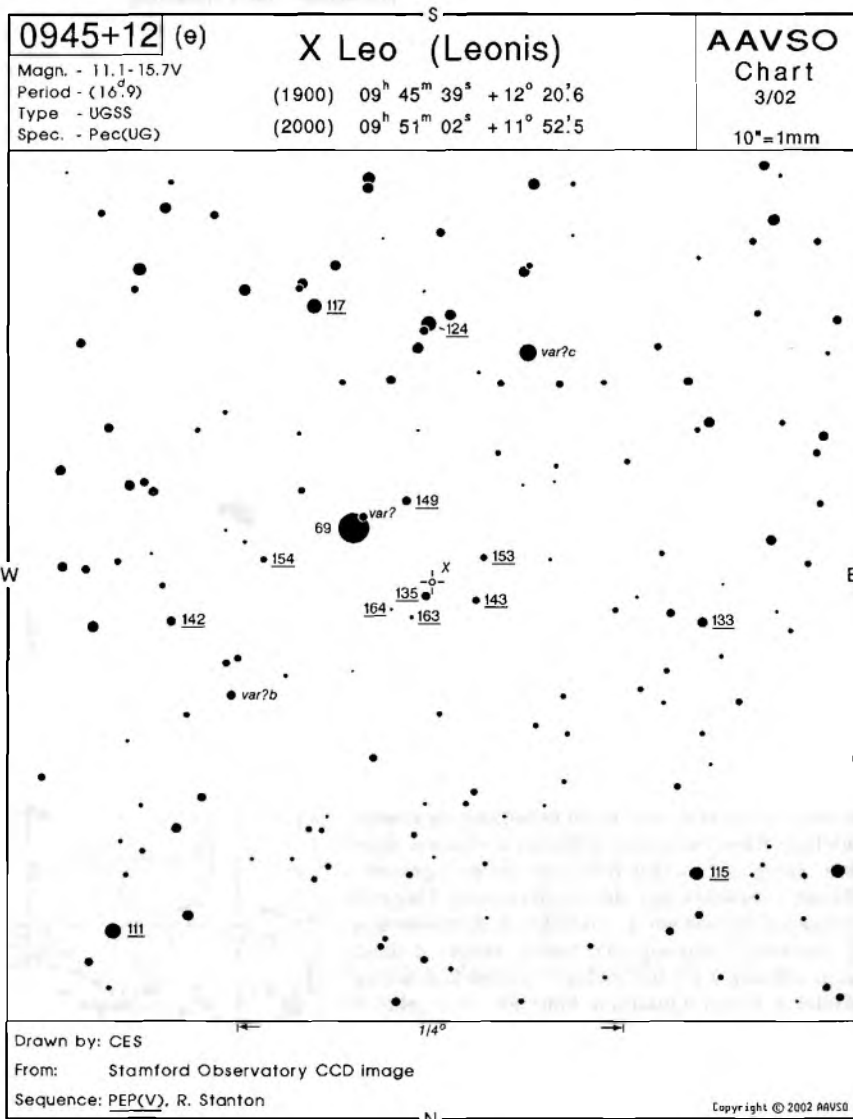 S
0945+12 (e)
Magn. - 11.1-15.7V
Period - (16.ᵈ9)
Type - UGSS
Spec. - Pec(UG)
X Leo (Leonis)
(1900) 09ʰ 45ᵐ 39ˢ +12° 20.′6
(2000) 09ʰ 51ᵐ 02ˢ +11° 52.′5
AAVSO
Chart
3/02
10"=1mm
117
124
var?c
149
var?
69
154
153
X
W
E
135
143
164
163
142
133
var?b
115
111
1/4°
Drawn by: CES
From: Stamford Observatory CCD image
Sequence: PEP(V), R. Stanton
Copyright © 2002 AAVSO
N